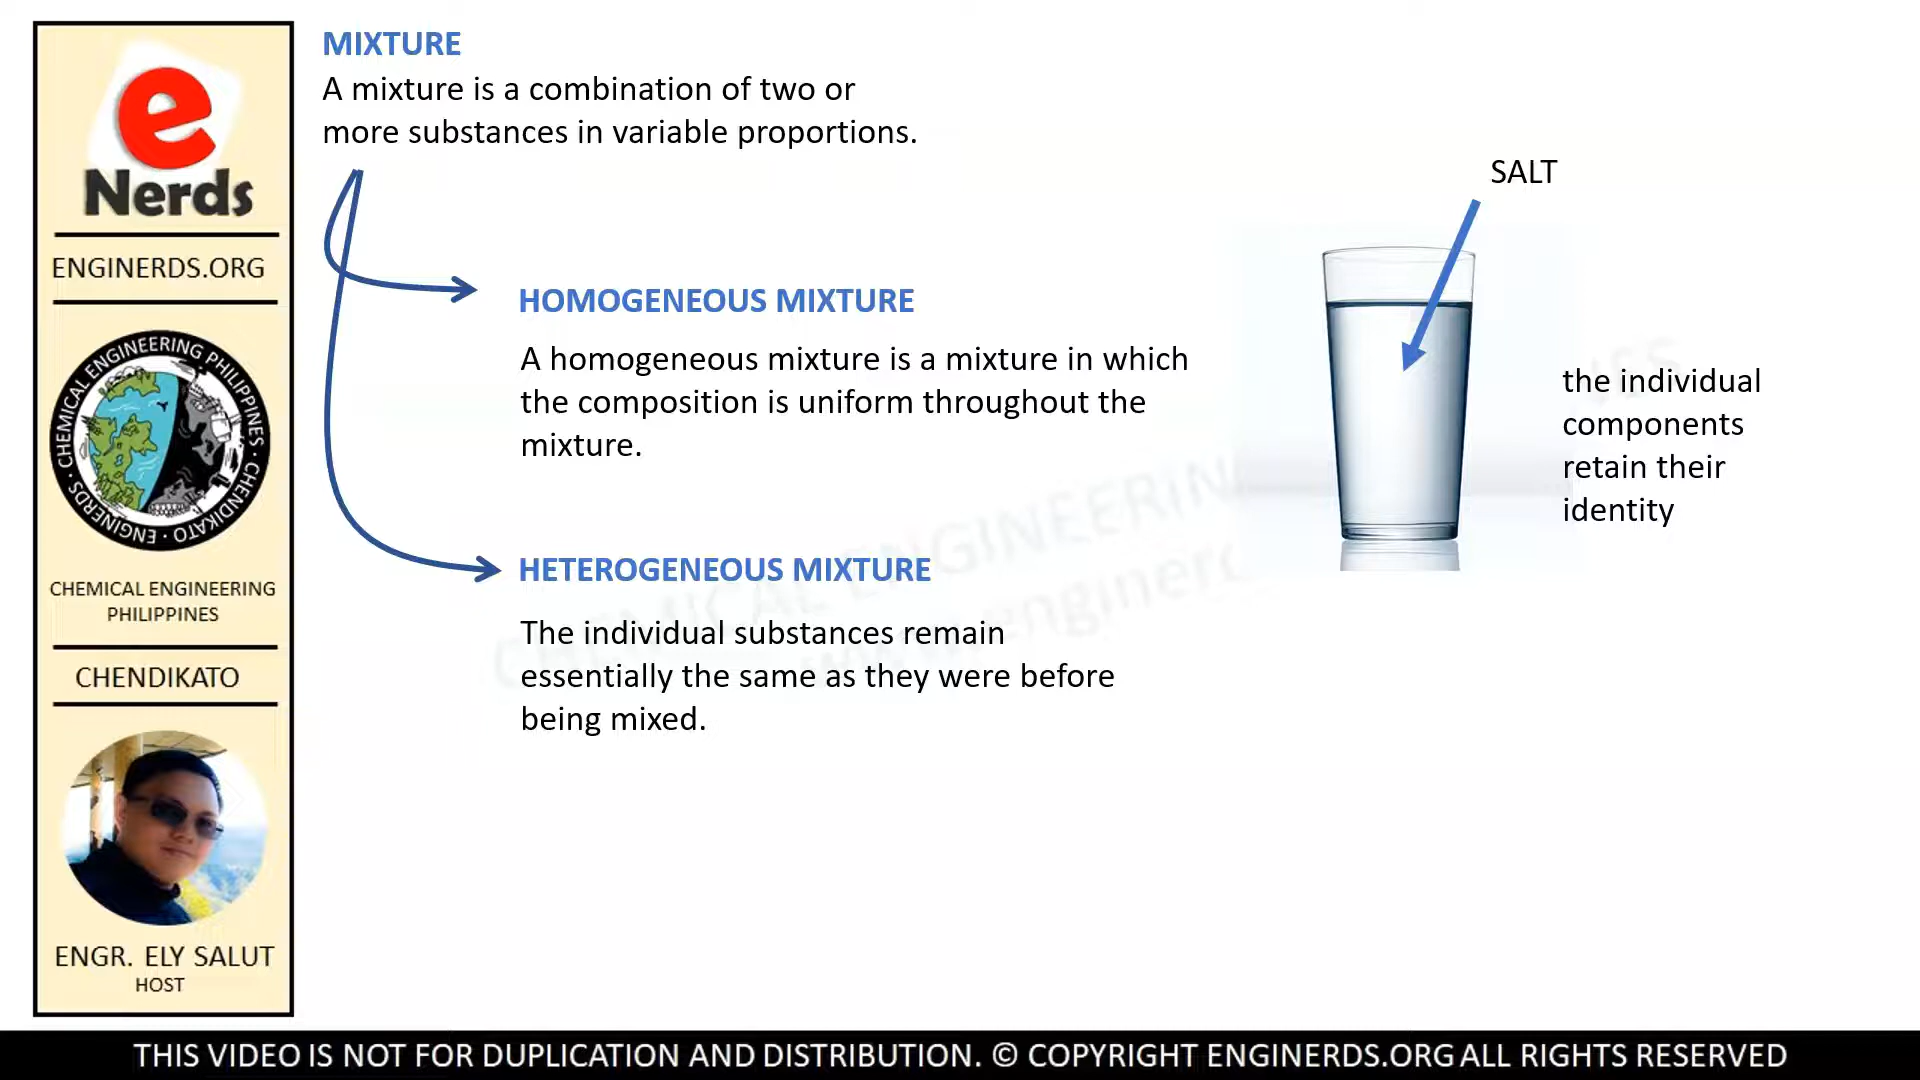 e
Nerds
ENGINERDS.ORG
CHEMICAL ENGINEERING PHILIPPINES · CHENDIKATO · ENGINERDS ·
CHEMICAL ENGINEERING
PHILIPPINES
CHENDIKATO
ENGR. ELY SALUT
HOST
MIXTURE
A mixture is a combination of two or
more substances in variable proportions.
HOMOGENEOUS MIXTURE
A homogeneous mixture is a mixture in which
the composition is uniform throughout the
mixture.
HETEROGENEOUS MIXTURE
The individual substances remain
essentially the same as they were before
being mixed.
SALT
the individual
components
retain their
identity
THIS VIDEO IS NOT FOR DUPLICATION AND DISTRIBUTION. © COPYRIGHT ENGINERDS.ORG ALL RIGHTS RESERVED